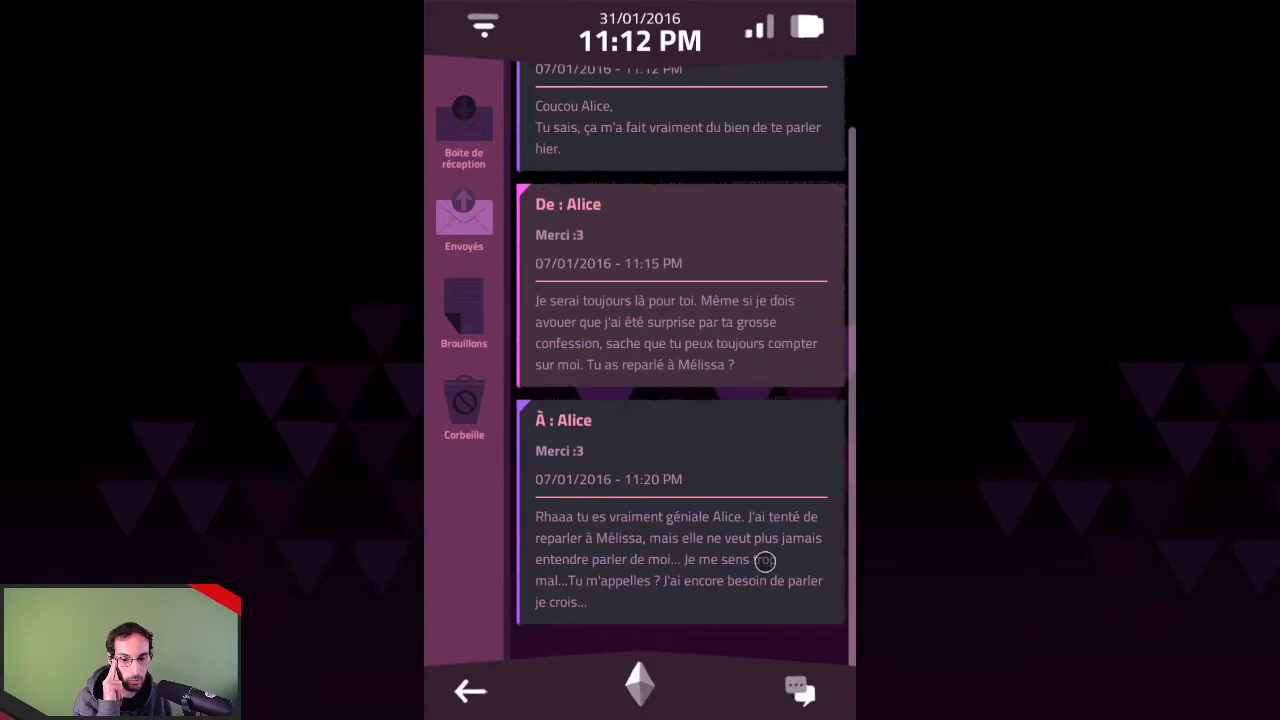 31/01/2016
11:12 PM
07/01/2016 - 11:12 PM
Coucou Alice,
Tu sais, ça m'a fait vraiment du bien de te parler
hier.
Boite de
réception
Envoyés
Brouillons
Corbeille
De : Alice
Merci :3
07/01/2016 - 11:15 PM
Je serai toujours là pour toi. Même si je dois
avouer que j'ai été surprise par ta grosse
confession, sache que tu peux toujours compter
sur moi. Tu as reparlé à Mélissa ?
À : Alice
Merci :3
07/01/2016 - 11:20 PM
Rhaaa tu es vraiment géniale Alice. J'ai tenté de
reparler à Mélissa, mais elle ne veut plus jamais
entendre parler de moi... Je me sens trop
mal...Tu m'appelles ? J'ai encore besoin de parler
je crois...